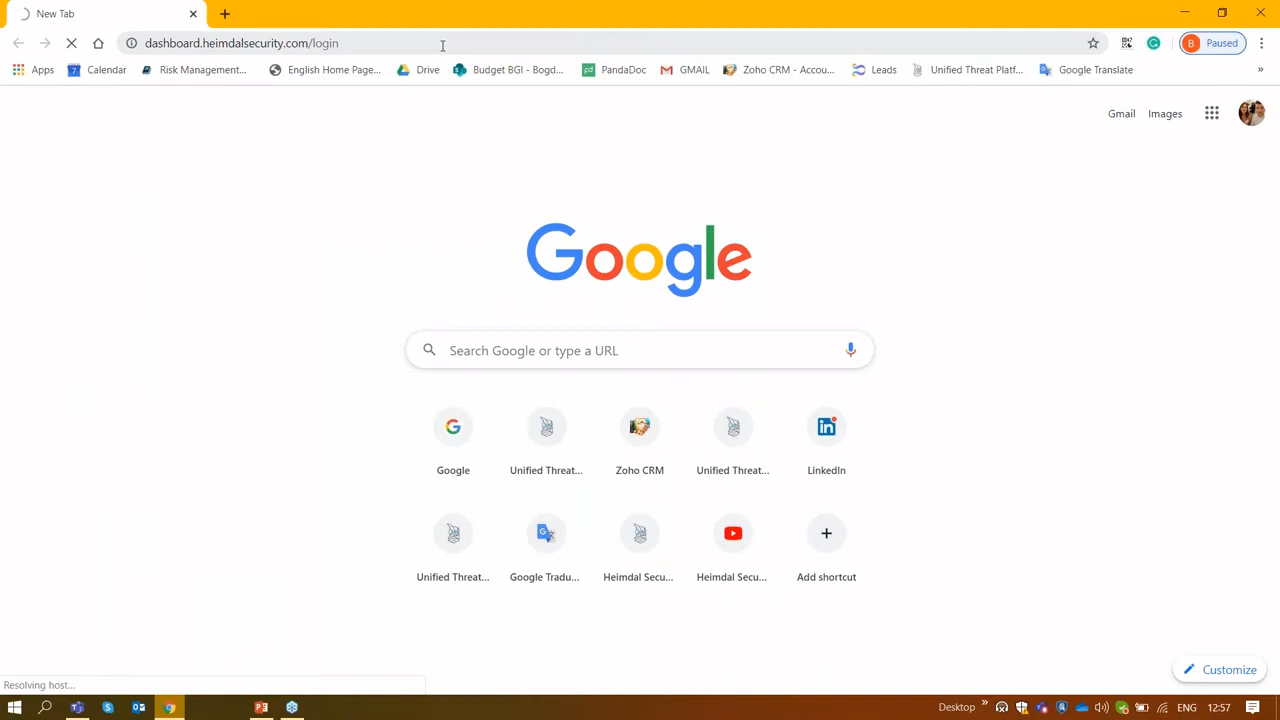 New Tab
dashboard.heimdalsecurity.com/login
B Paused
Apps
7 Calendar
Risk Management...
English Home Page...
Drive
Budget BGI - Bogd...
pd PandaDoc
GMAIL
Zoho CRM - Accou...
Leads
Unified Threat Platf...
Google Translate
»
Gmail
Images
Google
Search Google or type a URL
Google
Unified Threat...
Zoho CRM
Unified Threat...
LinkedIn
Unified Threat...
Google Tradu...
Heimdal Secu...
Heimdal Secu...
Add shortcut
Customize
Resolving host...
Desktop
ENG
12:57